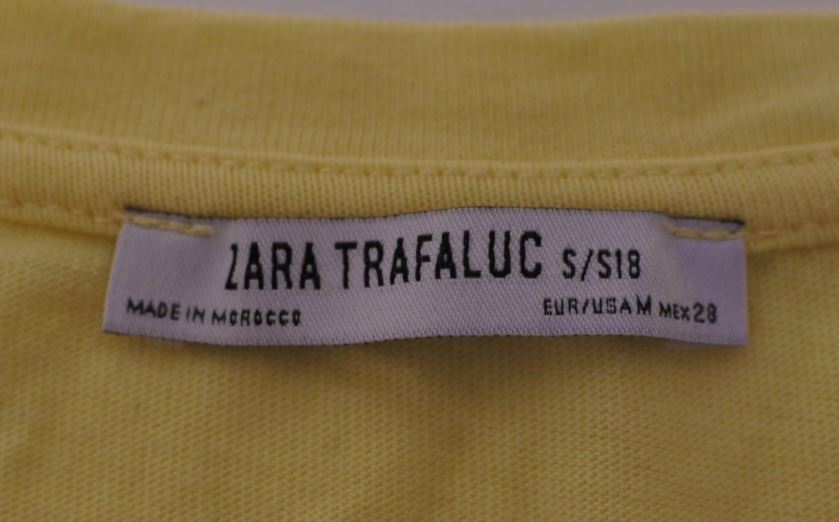 ZARA TRAFALUC S/S18
MADE IN MOROCCO EUR/USA M MEX 28